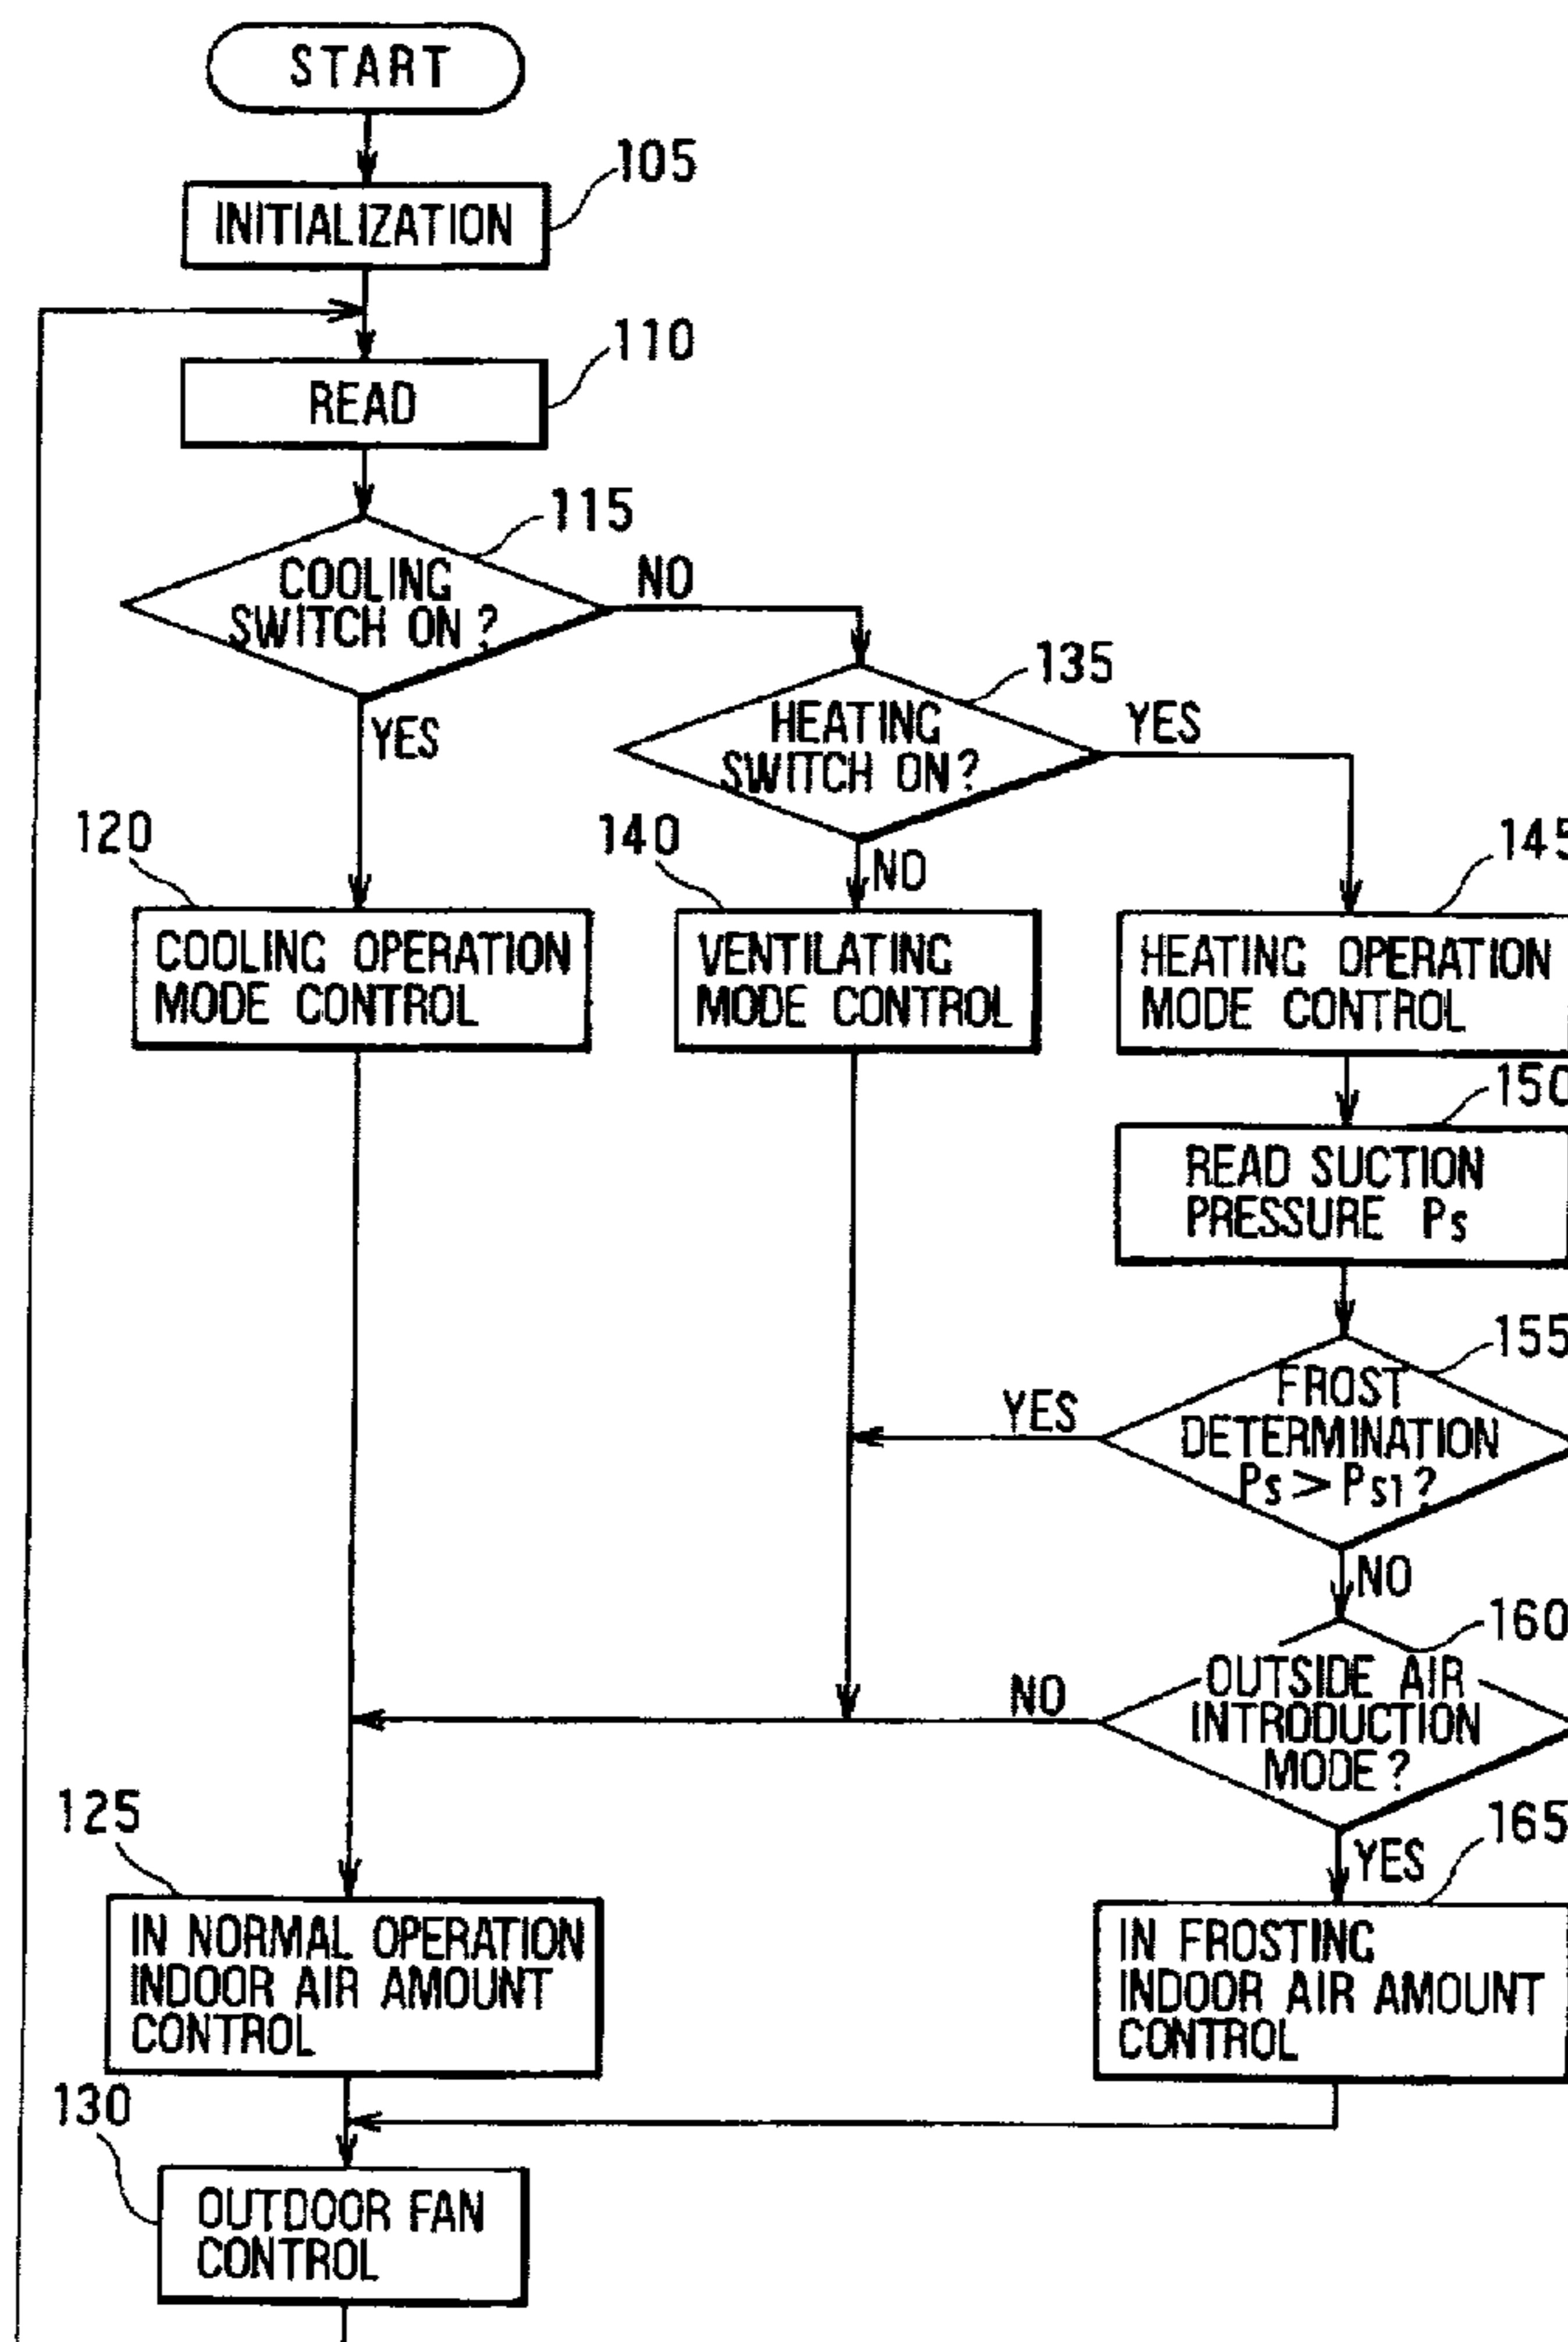 START
105
INITIALIZATION
110
READ
115
COOLING
SWITCH ON?
NO
YES
135
HEATING
SWITCH ON?
YES
NO
120
COOLING OPERATION
MODE CONTROL
140
VENTILATING
MODE CONTROL
145
HEATING OPERATION
MODE CONTROL
150
READ SUCTION
PRESSURE Ps
155
FROST
DETERMINATION
Ps > Ps1?
YES
NO
160
OUTSIDE AIR
INTRODUCTION
MODE?
NO
YES
125
IN NORMAL OPERATION
INDOOR AIR AMOUNT
CONTROL
165
IN FROSTING
INDOOR AIR AMOUNT
CONTROL
130
OUTDOOR FAN
CONTROL